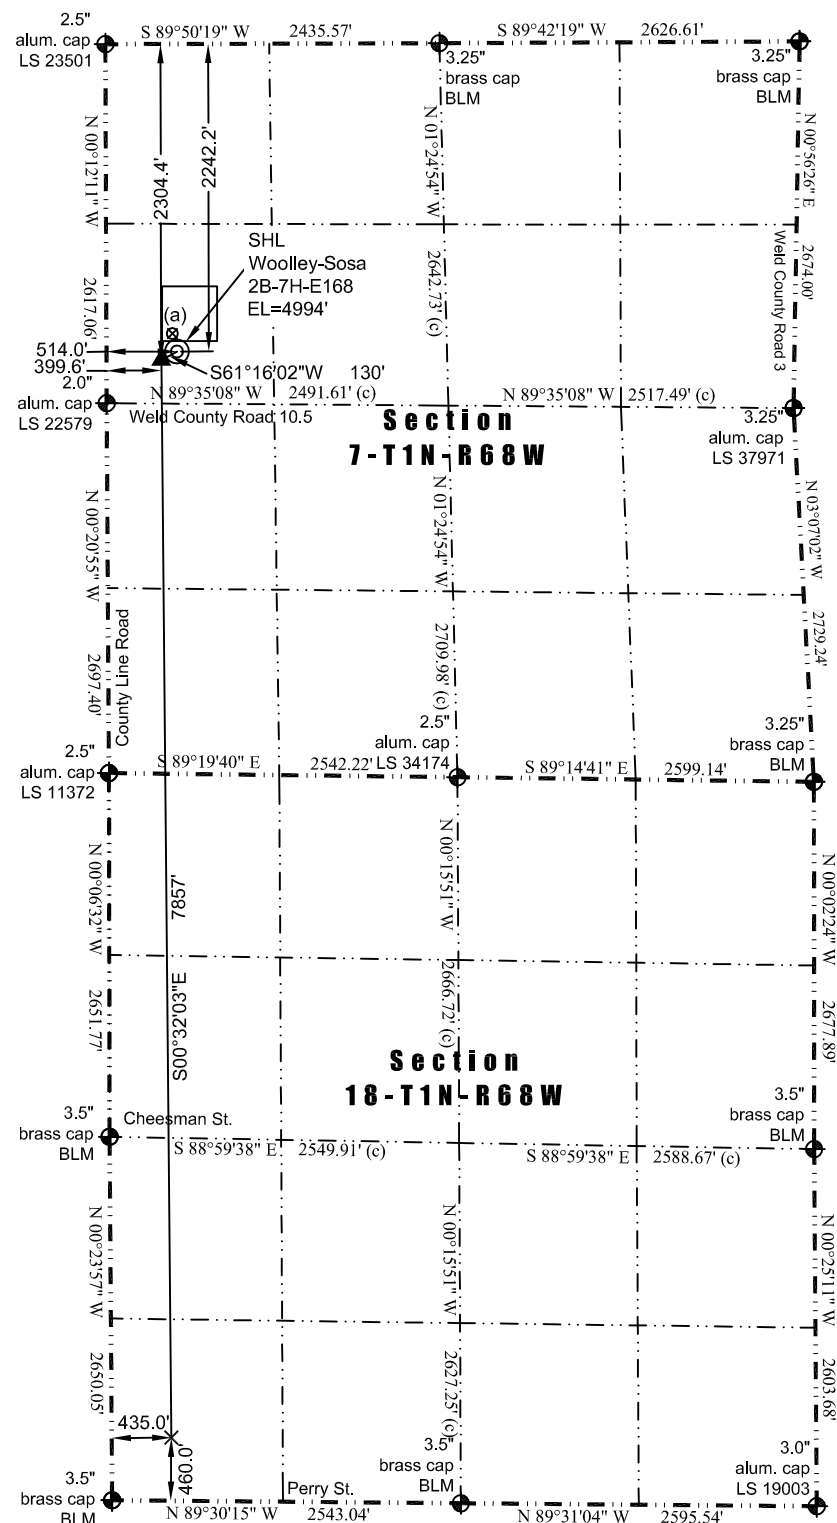 2.5"
alum. cap
LS 23501
S 89°50'19" W 2435.57'
S 89°42'19" W 2626.61'
3.25"
brass cap
BLM
3.25"
brass cap
BLM
N 00°12'11" W
2617.06'
2304.4'
2242.2'
N 01°24'54" W
2642.73' (c)
N 00°56'26" E
2674.00'
Weld County Road 3
SHL
Woolley-Sosa
2B-7H-E168
EL=4994'
(a)
514.0'
399.6'
S61°16'02"W 130'
2.0"
alum. cap
LS 22579
N 89°35'08" W 2491.61' (c)
N 89°35'08" W 2517.49' (c)
Weld County Road 10.5
3.25"
alum. cap
LS 37971
Section
7-T1N-R68W
N 00°20'55" W
2697.40'
County Line Road
N 01°24'54" W
2709.98' (c)
N 03°07'02" W
2729.24'
2.5"
alum. cap
LS 11372
2.5"
alum. cap
LS 34174
3.25"
brass cap
BLM
S 89°19'40" E 2542.22'
S 89°14'41" E 2599.14'
N 00°06'32" W
2651.77'
7857'
S00°32'03"E
N 00°15'51" W
2666.72' (c)
N 00°02'24" W
2677.89'
Section
18-T1N-R68W
3.5"
brass cap
BLM
Cheesman St.
S 88°59'38" E 2549.91' (c)
S 88°59'38" E 2588.67' (c)
3.5"
brass cap
BLM
N 00°23'57" W
2650.05'
N 00°15'51" W
2627.25' (c)
N 00°25'11" W
2603.68'
435.0'
460.0'
3.5"
brass cap
BLM
Perry St.
3.5"
brass cap
BLM
3.0"
alum. cap
LS 19003
N 89°30'15" W 2543.04'
N 89°31'04" W 2595.54'